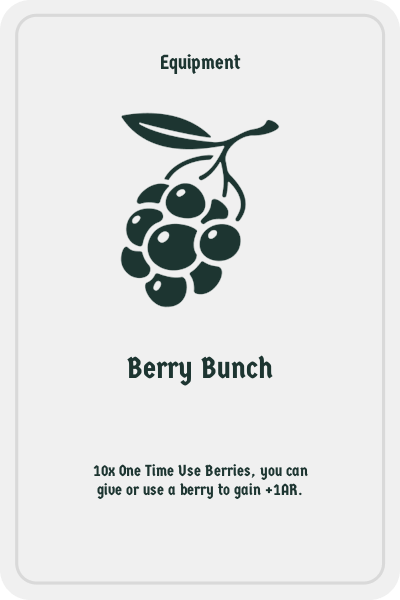 Equipment
Berry Bunch
10x One Time Use Berries, you can
give or use a berry to gain +1AR.